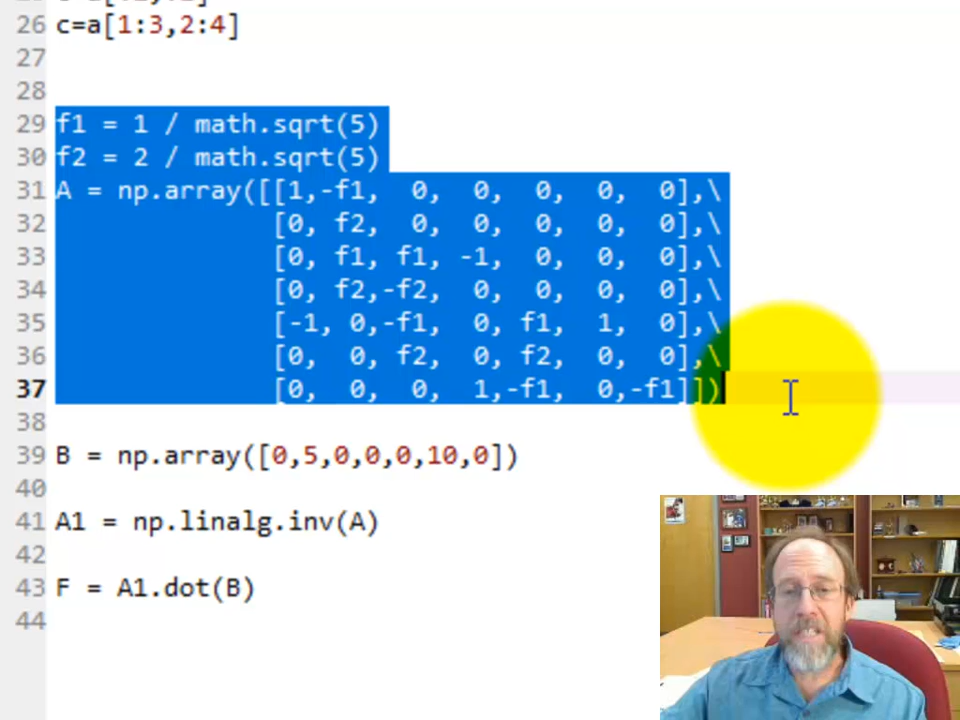 26 c=a[1:3,2:4]
27
28
29 f1 = 1 / math.sqrt(5)
30 f2 = 2 / math.sqrt(5)
31 A = np.array([[1,-f1, 0, 0, 0, 0, 0],\
32 [0, f2, 0, 0, 0, 0, 0],\
33 [0, f1, f1, -1, 0, 0, 0],\
34 [0, f2,-f2, 0, 0, 0, 0],\
35 [-1, 0,-f1, 0, f1, 1, 0],\
36 [0, 0, f2, 0, f2, 0, 0],\
37 [0, 0, 0, 1,-f1, 0,-f1]])
38
39 B = np.array([0,5,0,0,0,10,0])
40
41 A1 = np.linalg.inv(A)
42
43 F = A1.dot(B)
44